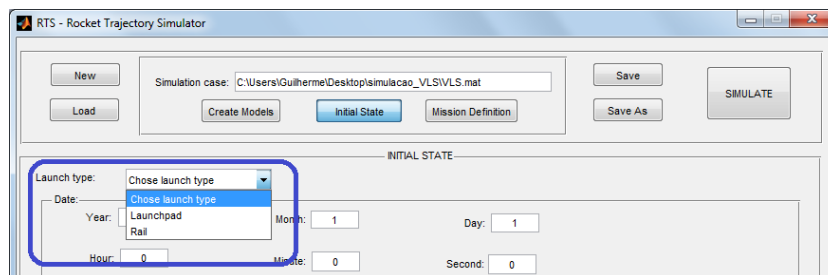 RTS - Rocket Trajectory Simulator
New
Simulation case: C:\Users\Guilherme\Desktop\simulacao_VLS\VLS.mat
Save
SIMULATE
Load
Create Models
Initial State
Mission Definition
Save As
INITIAL STATE
Launch type: Chose launch type
Chose launch type
Launchpad
Rail
Date:
Year:
Month: 1
Day: 1
Hour: 0
Minute: 0
Second: 0